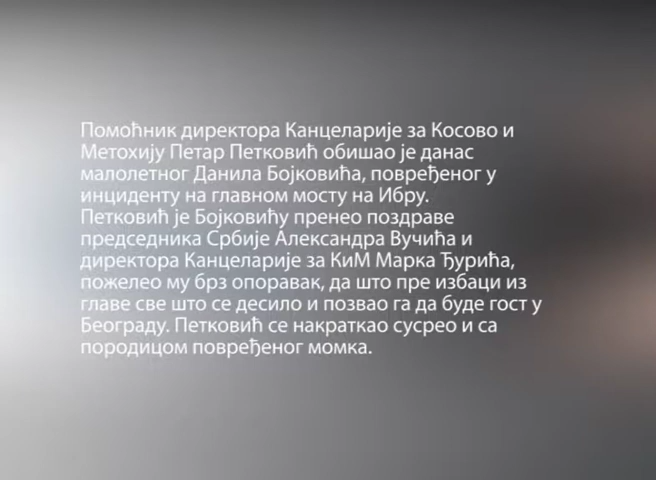 Помоћник директора Канцеларије за Косово и
Метохију Петар Петковић обишао је данас
малолетног Данила Бојковића, повређеног у
инциденту на главном мосту на Ибру.
Петковић је Бојковићу пренео поздраве
председника Србије Александра Вучића и
директора Канцеларије за КиМ Марка Ђурића,
пожелео му брз опоравак, да што пре избаци из
главе све што се десило и позвао га да буде гост у
Београду. Петковић се накраткао сусрео и са
породицом повређеног момка.